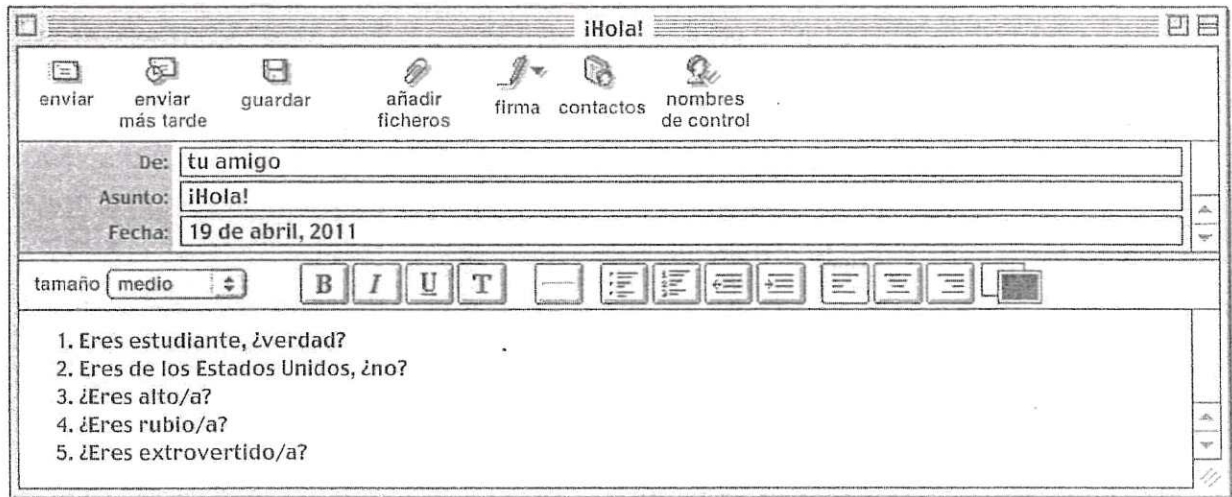 ¡Hola!
enviar
enviar
más tarde
guardar
añadir
ficheros
firma
contactos
nombres
de control
De: tu amigo
Asunto: ¡Hola!
Fecha: 19 de abril, 2011
tamaño medio B I U T
1. Eres estudiante, ¿verdad?
2. Eres de los Estados Unidos, ¿no?
3. ¿Eres alto/a?
4. ¿Eres rubio/a?
5. ¿Eres extrovertido/a?